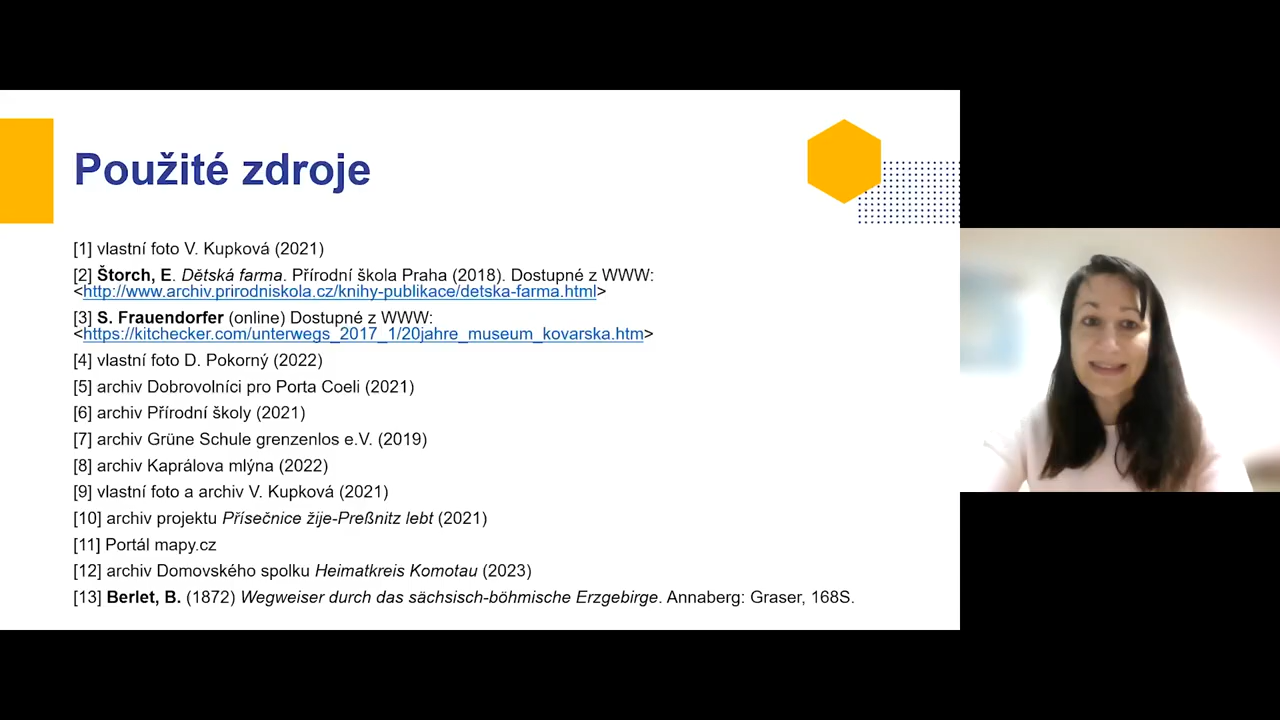 Použité zdroje
[1] vlastní foto V. Kupková (2021)
[2] Štorch, E. Dětská farma. Přírodní škola Praha (2018). Dostupné z WWW:
<http://www.archiv.prirodniskola.cz/knihy-publikace/detska-farma.html>
[3] S. Frauendorfer (online) Dostupné z WWW:
<https://kitchecker.com/unterwegs_2017_1/20jahre_museum_kovarska.htm>
[4] vlastní foto D. Pokorný (2022)
[5] archiv Dobrovolníci pro Porta Coeli (2021)
[6] archiv Přírodní školy (2021)
[7] archiv Grüne Schule grenzenlos e.V. (2019)
[8] archiv Kaprálova mlýna (2022)
[9] vlastní foto a archiv V. Kupková (2021)
[10] archiv projektu Přísečnice žije-Preßnitz lebt (2021)
[11] Portál mapy.cz
[12] archiv Domovského spolku Heimatkreis Komotau (2023)
[13] Berlet, B. (1872) Wegweiser durch das sächsisch-böhmische Erzgebirge. Annaberg: Graser, 168S.